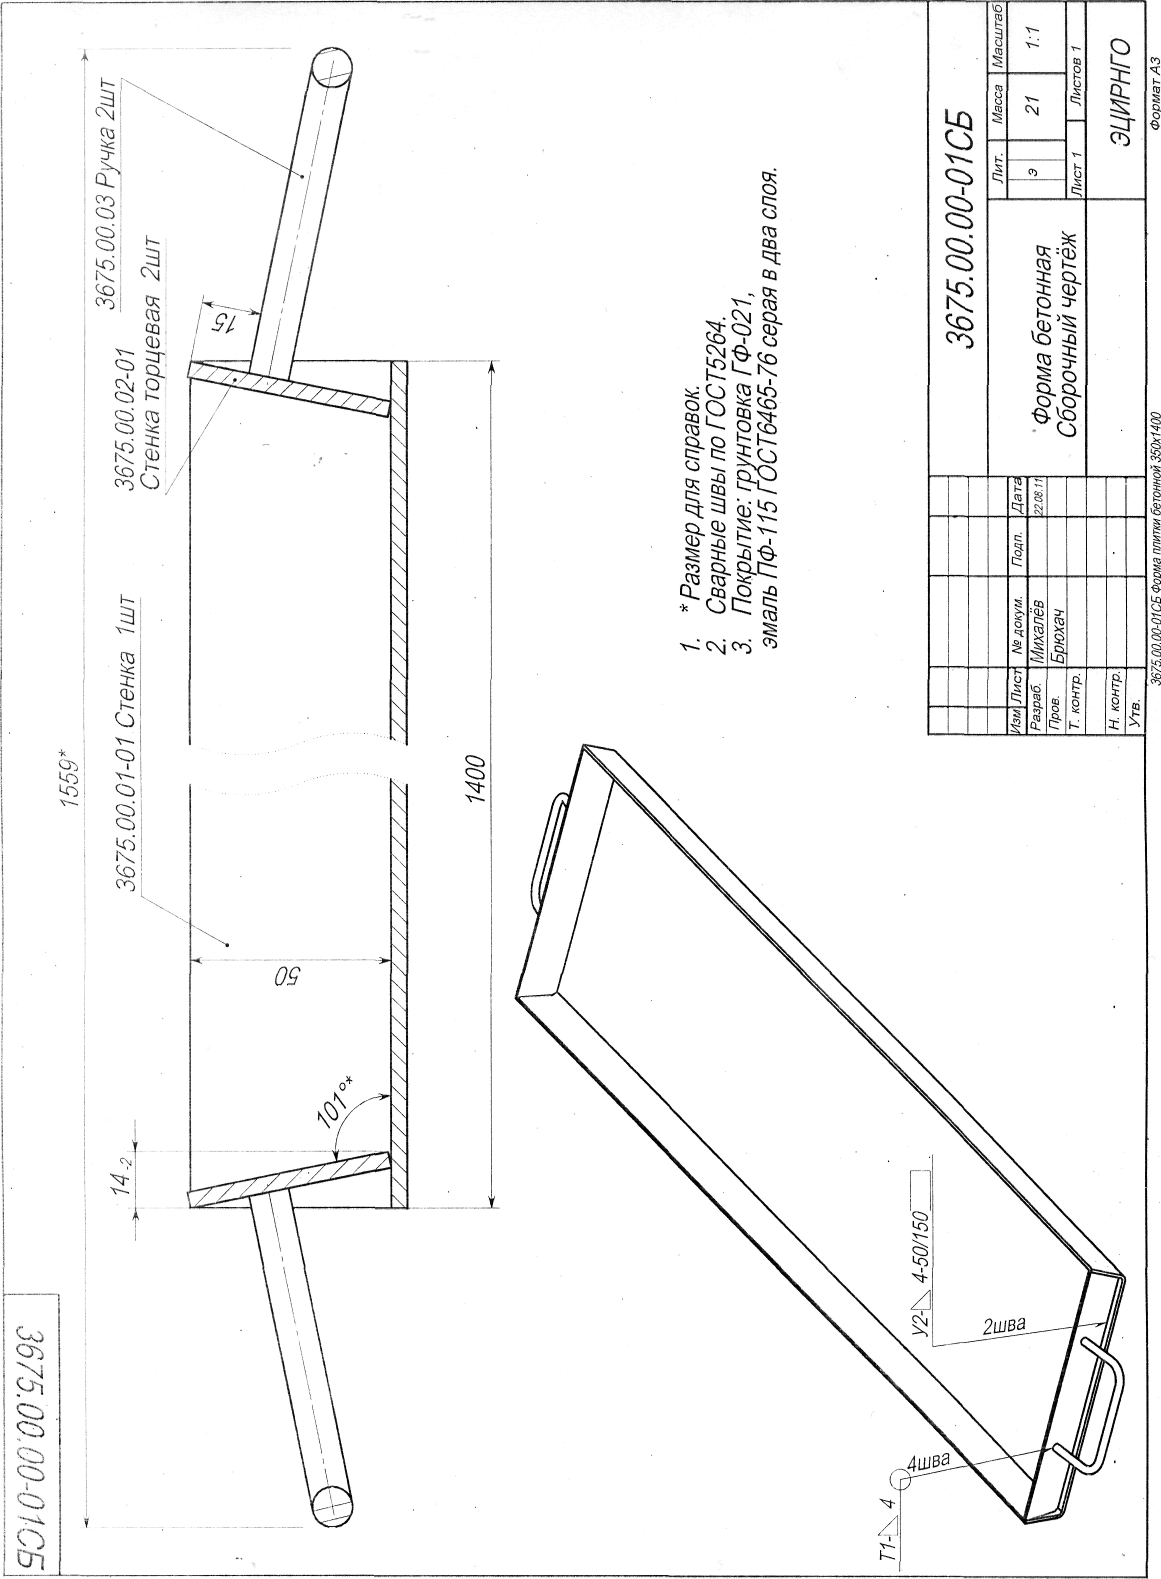 3675.00.00-01СБ
1559*
3675.00.01-01 Стенка 1шт
3675.00.02-01
Стенка торцевая 2шт
3675.00.03 Ручка 2шт
14-2
101°*
50
15
1400
1. * Размер для справок.
2. Сварные швы по ГОСТ5264.
3. Покрытие: грунтовка ГФ-021,
эмаль ПФ-115 ГОСТ6465-76 серая в два слоя.
Т1-◺ 4
4шва
У2-◺ 4-50/150
2шва
3675.00.00-01СБ
Изм Лист № докум. Подп. Дата
Разраб. Михалёв 22.08.11
Пров. Брюхач
Т. контр.
Н. контр.
Утв.
Форма бетонная
Сборочный чертёж
Лит. Масса Масштаб
э 21 1:1
Лист 1 Листов 1
ЭЦИРНГО
3675.00.00-01СБ Форма плитки бетонной 350х1400
Формат А3